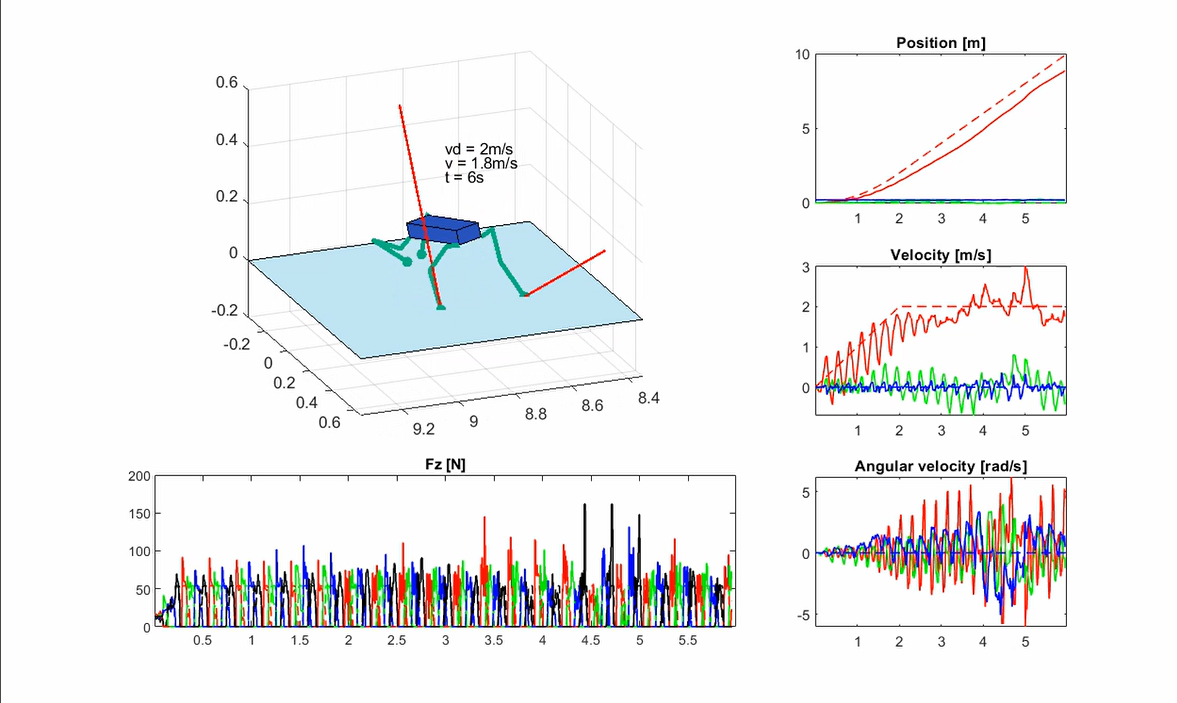 0.6
0.4
0.2
0
-0.2
vd = 2m/s
v = 1.8m/s
t = 6s
-0.2
0
0.2
0.4
0.6
9.2
9
8.8
8.6
8.4
Position [m]
10
5
0
1 2 3 4 5
Velocity [m/s]
3
2
1
0
1 2 3 4 5
Fz [N]
200
150
100
50
0
0.5 1 1.5 2 2.5 3 3.5 4 4.5 5 5.5
Angular velocity [rad/s]
5
0
-5
1 2 3 4 5